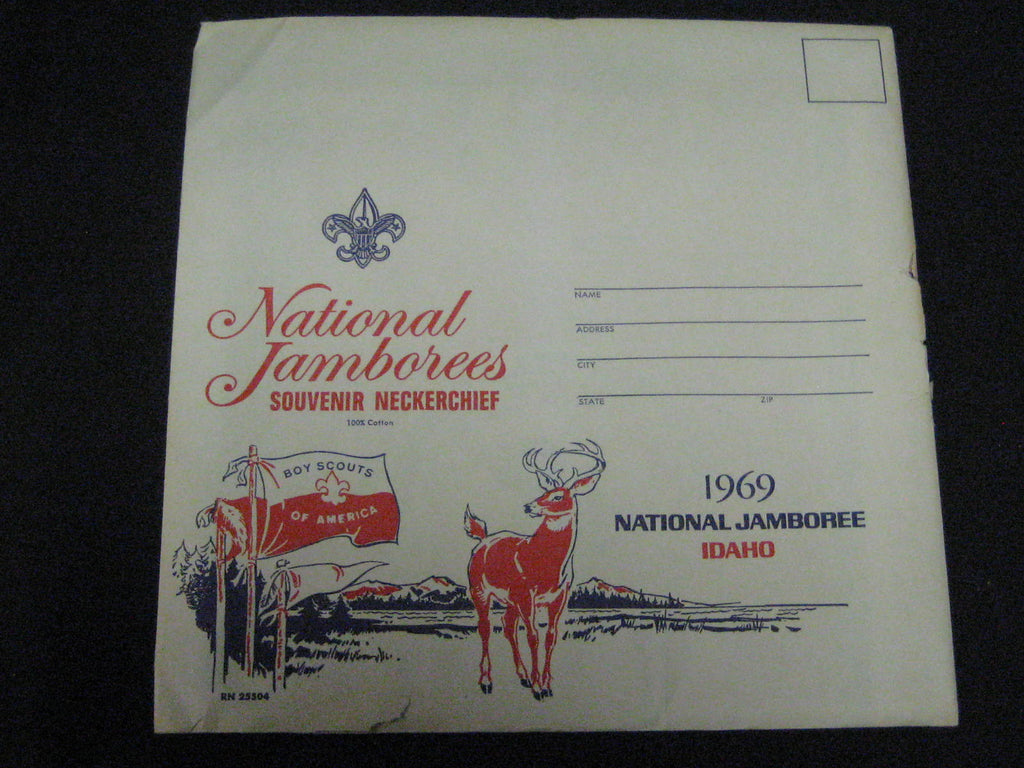 National
Jamborees
SOUVENIR NECKERCHIEF
100% Cotton
NAME
ADDRESS
CITY
STATE ZIP
BOY SCOUTS
OF AMERICA
1969
NATIONAL JAMBOREE
IDAHO
RN 25504